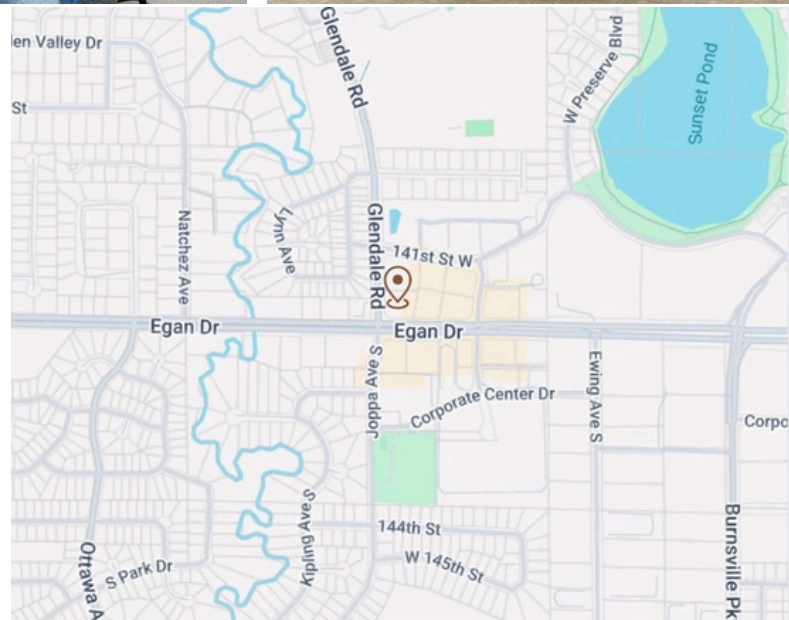 Glendale Rd
len Valley Dr
W Preserve Blvd
Sunset Pond
St
Natchez Ave
Lynn Ave
Glendale Rd
141st St W
Egan Dr
Egan Dr
Joppa Ave S
Ewing Ave S
Corporate Center Dr
Corpo
Kipling Ave S
144th St
W 145th St
Burnsville Pk
Ottawa A
S Park Dr